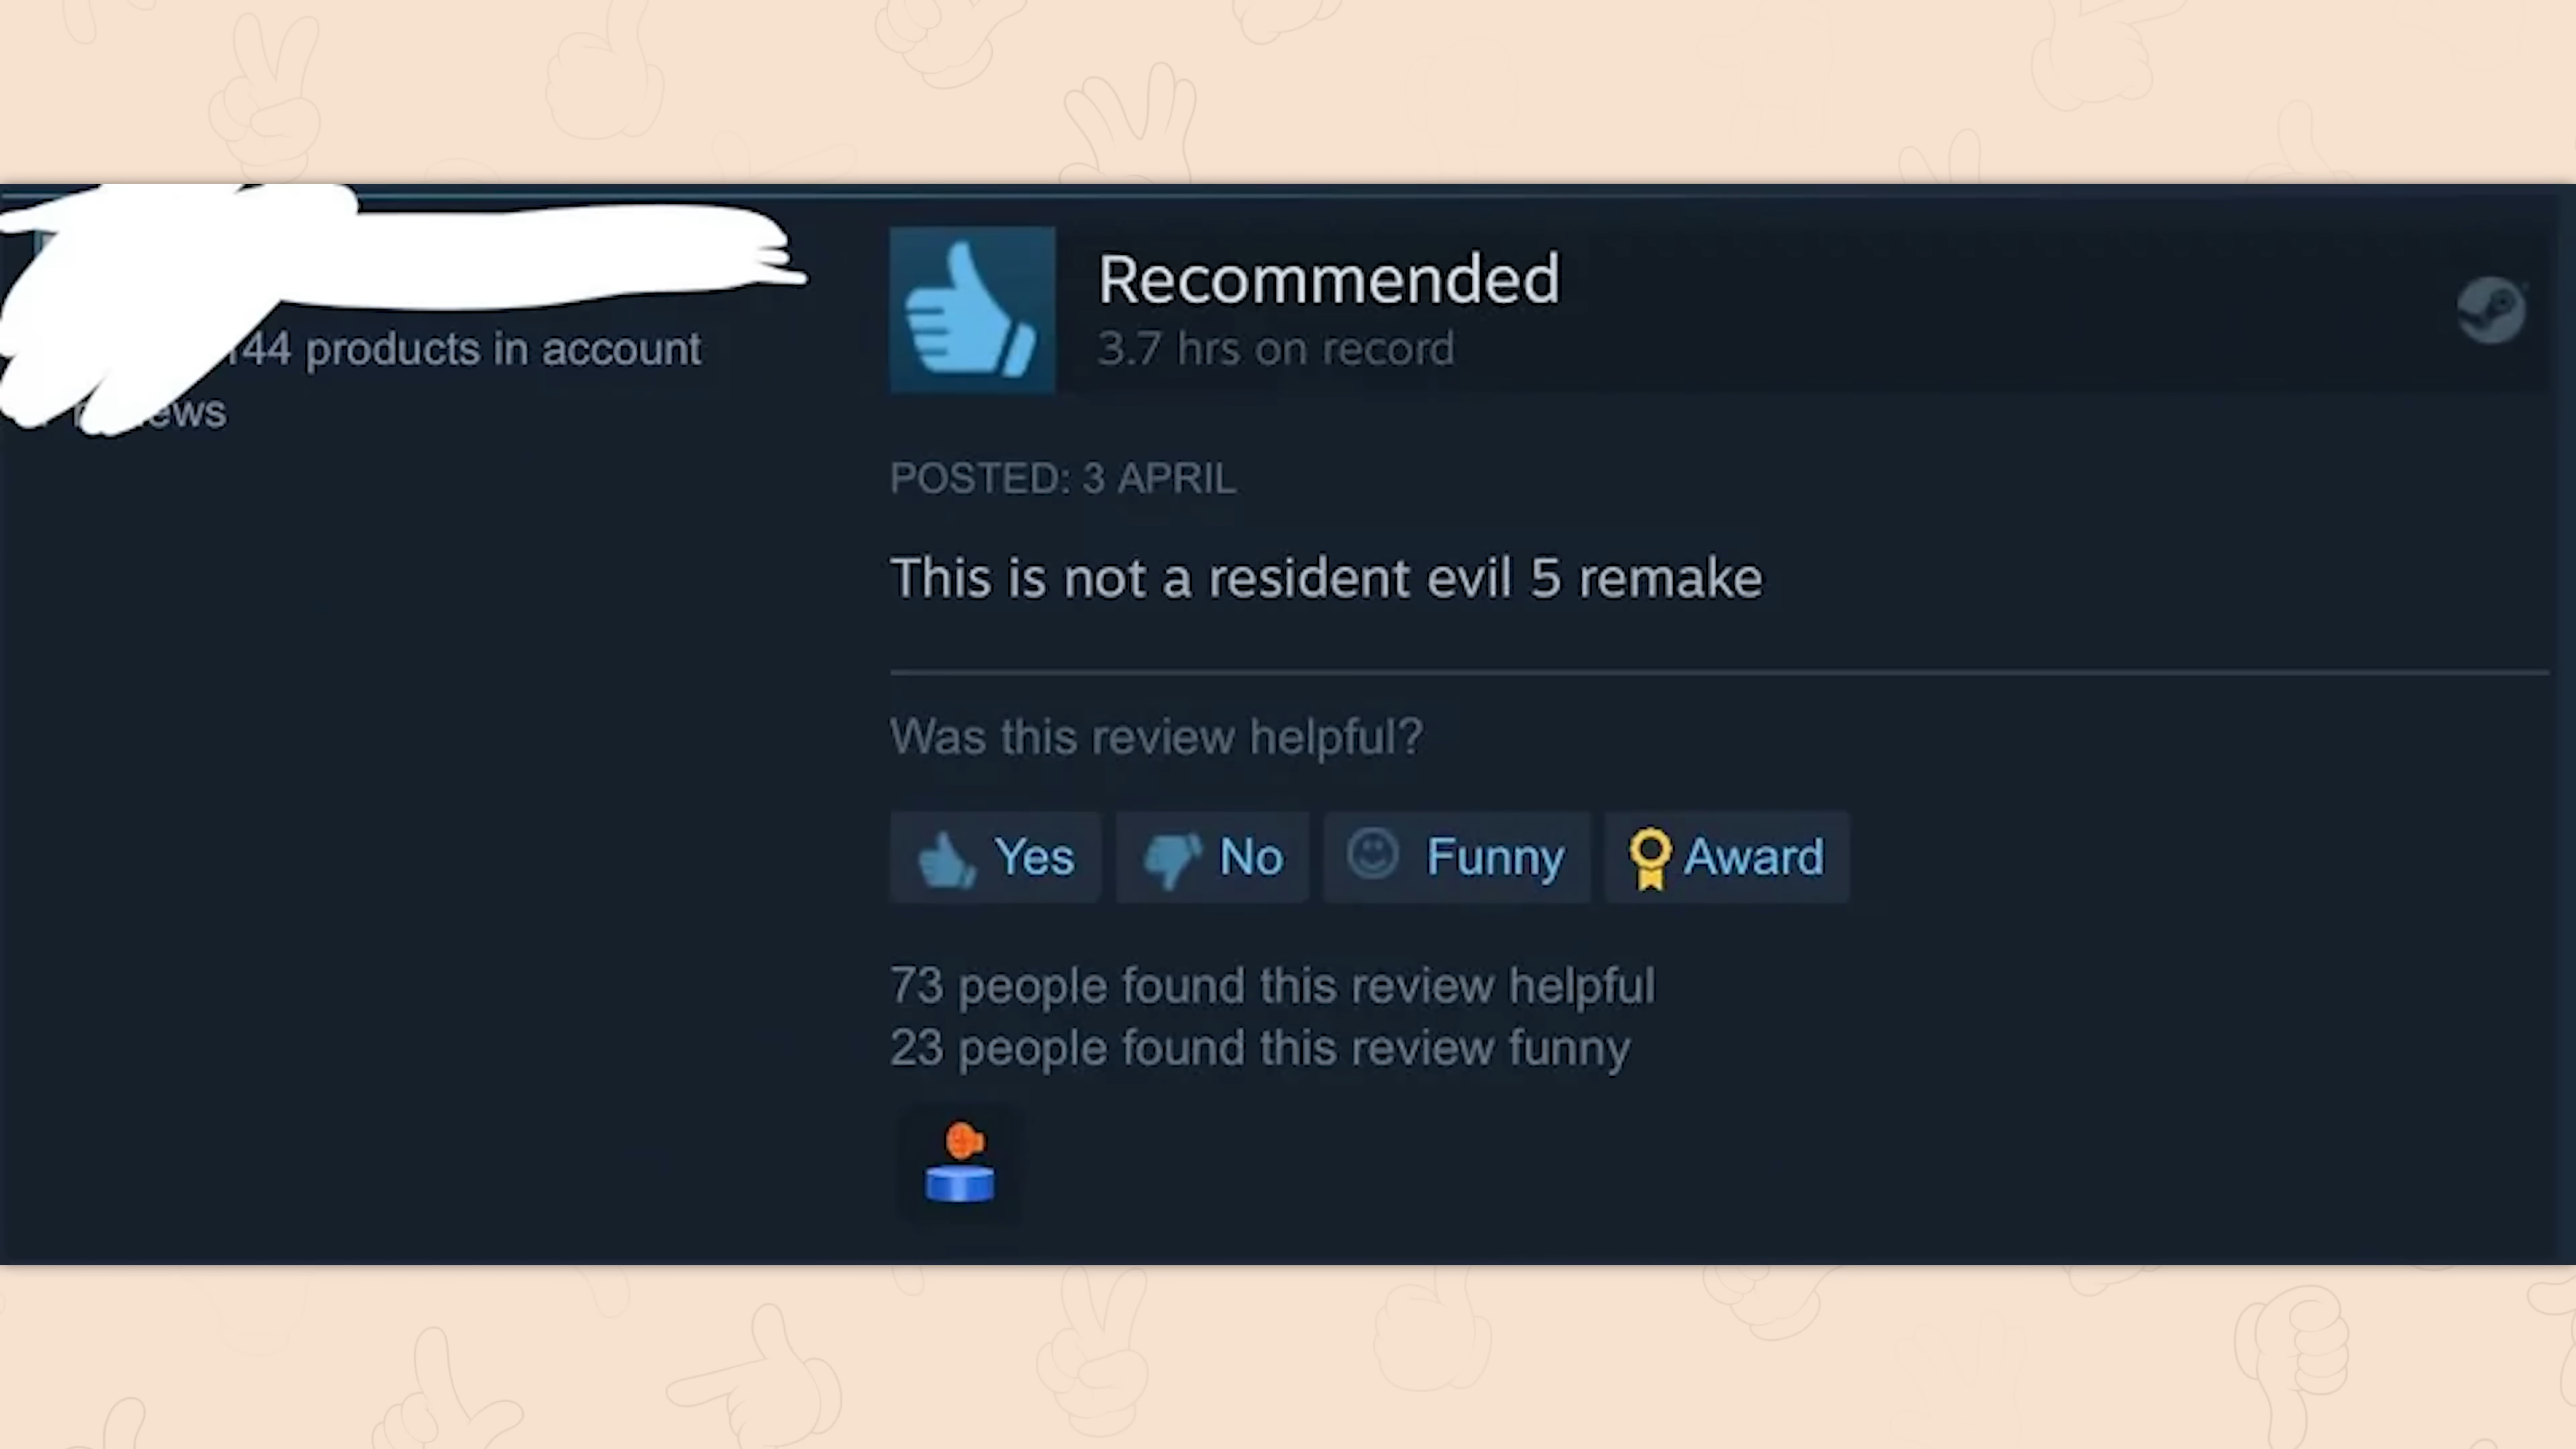 44 products in account
Recommended
3.7 hrs on record
POSTED: 3 APRIL
This is not a resident evil 5 remake
Was this review helpful?
Yes
No
Funny
Award
73 people found this review helpful
23 people found this review funny